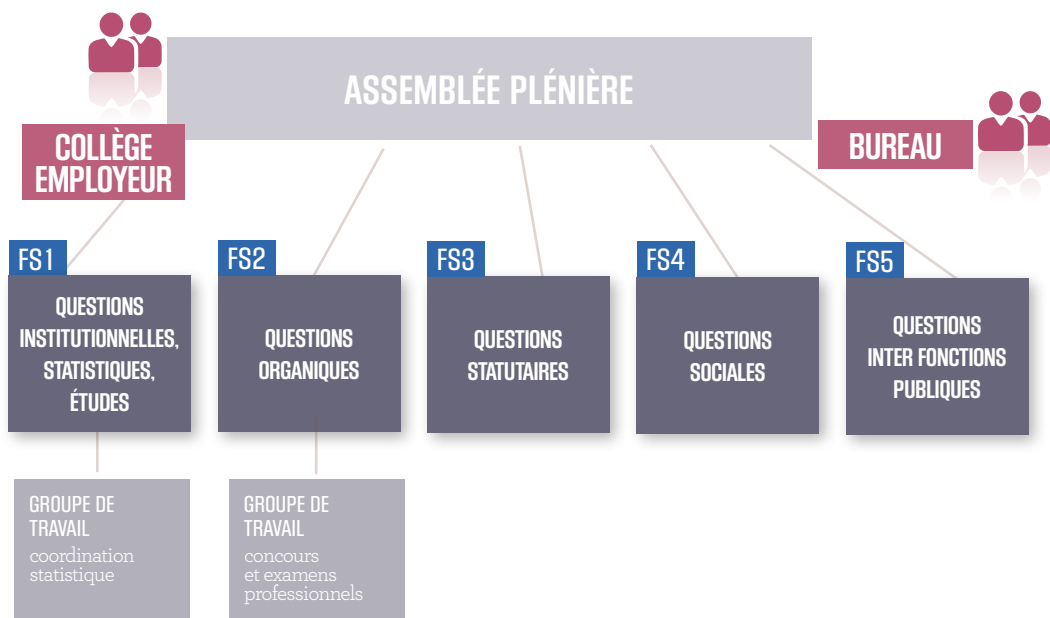 ASSEMBLÉE PLÉNIÈRE
COLLÈGE
EMPLOYEUR
BUREAU
FS1
QUESTIONS
INSTITUTIONNELLES,
STATISTIQUES,
ÉTUDES
FS2
QUESTIONS
ORGANIQUES
FS3
QUESTIONS
STATUTAIRES
FS4
QUESTIONS
SOCIALES
FS5
QUESTIONS
INTER FONCTIONS
PUBLIQUES
GROUPE DE
TRAVAIL
coordination
statistique
GROUPE DE
TRAVAIL
concours
et examens
professionnels